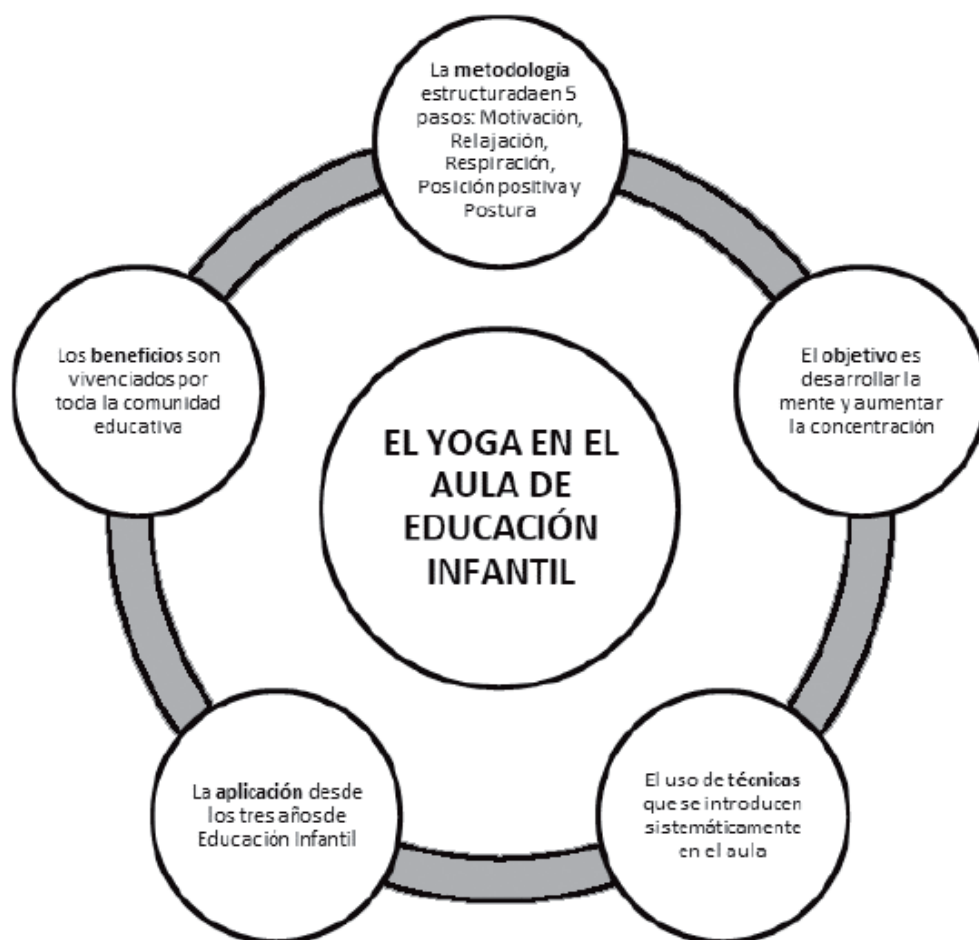 La metodología
estructurada en 5
pasos: Motivación,
Relajación,
Respiración,
Posición positiva y
Postura
El objetivo es
desarrollar la
mente y aumentar
la concentración
El uso de técnicas
que se introducen
sistemáticamente
en el aula
La aplicación desde
los tres años de
Educación Infantil
Los beneficios son
vivenciados por
toda la comunidad
educativa
EL YOGA EN EL
AULA DE
EDUCACIÓN
INFANTIL